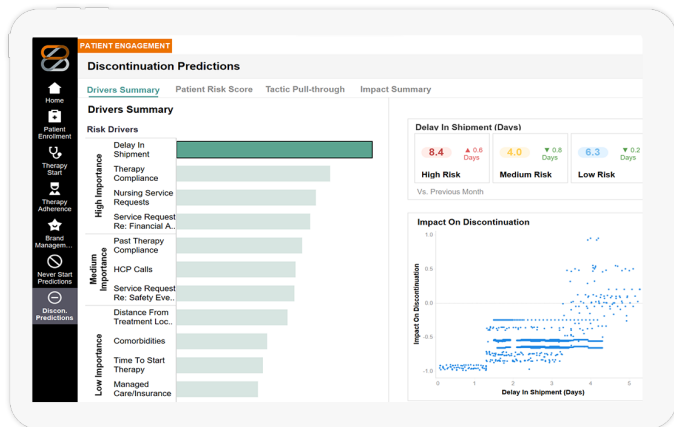 PATIENT ENGAGEMENT
Discontinuation Predictions
Drivers Summary
Patient Risk Score
Tactic Pull-through
Impact Summary
Home
Patient
Enrollment
Therapy
Start
Therapy
Adherence
Brand
Managem...
Never Start
Predictions
Discon.
Predictions
Drivers Summary
Risk Drivers
High Importance
Delay In
Shipment
Therapy
Compliance
Nursing Service
Requests
Service Request
Re: Financial A..
Medium
Importance
Past Therapy
Compliance
HCP Calls
Service Request
Re: Safety Eve..
Low Importance
Distance From
Treatment Loc..
Comorbidities
Time To Start
Therapy
Managed
Care/Insurance
Delay In Shipment (Days)
8.4
▲ 0.6
Days
High Risk
4.0
▼ 0.8
Days
Medium Risk
6.3
▼ 0.2
Days
Low Risk
Vs. Previous Month
Impact On Discontinuation
Impact On Discontinuation
1.0
0.5
0.0
-0.5
-1.0
0 1 2 3 4 5
Delay In Shipment (Days)